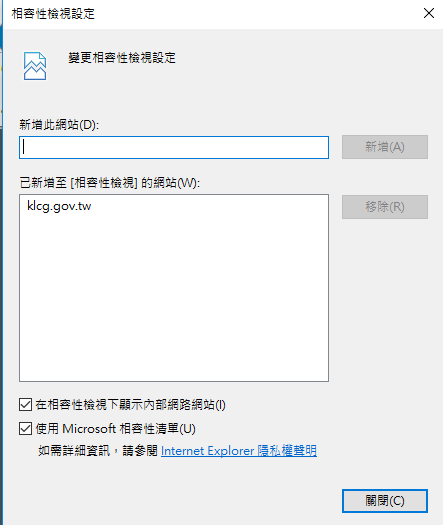 相容性檢視設定
變更相容性檢視設定
新增此網站(D):
新增(A)
已新增至 [相容性檢視] 的網站(W):
klcg.gov.tw
移除(R)
在相容性檢視下顯示內部網路網站(I)
使用 Microsoft 相容性清單(U)
如需詳細資訊，請參閱 Internet Explorer 隱私權聲明
關閉(C)